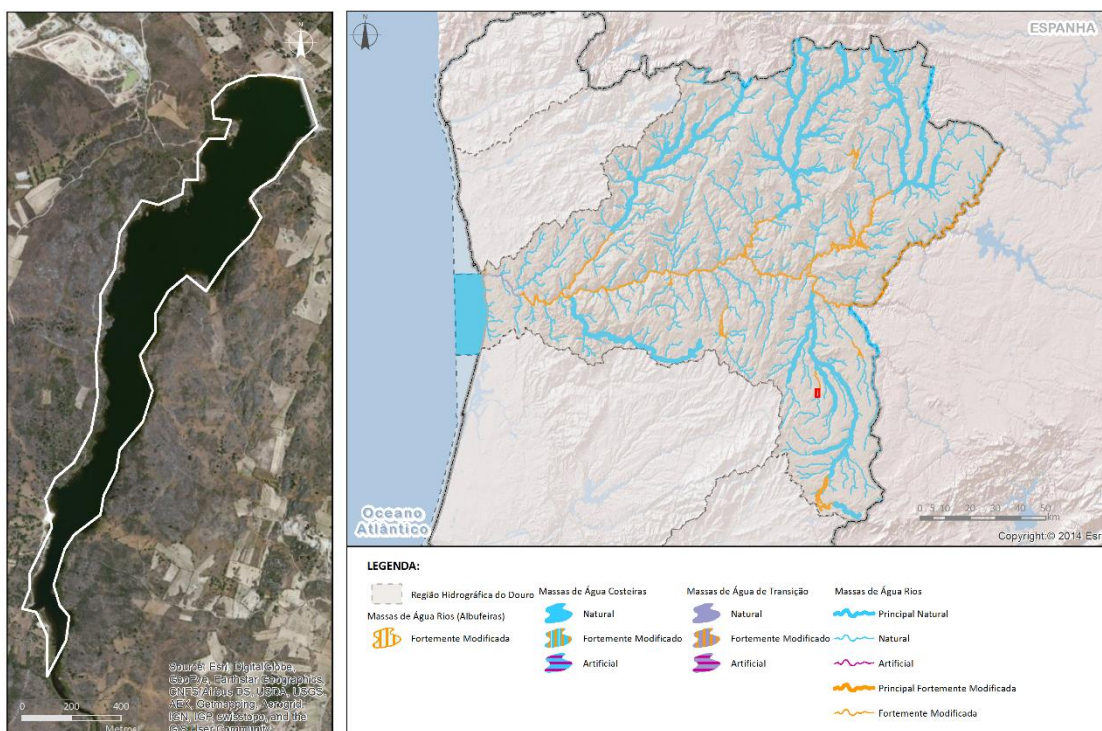 N
Source: Esri, DigitalGlobe,
GeoEye, Earthstar Geographics,
CNES/Airbus DS, USDA, USGS,
AEX, Getmapping, Aerogrid,
IGN, IGP, swisstopo, and the
GIS User Community
0 200 400
Metros
N
ESPANHA
Oceano
Atlântico
0 5 10 20 30 40 50
km
Copyright:© 2014 Esr
LEGENDA:
Região Hidrográfica do Douro
Massas de Água Rios (Albufeiras)
Fortemente Modificada
Massas de Água Costeiras
Natural
Fortemente Modificado
Artificial
Massas de Água de Transição
Natural
Fortemente Modificado
Artificial
Massas de Água Rios
Principal Natural
Natural
Artificial
Principal Fortemente Modificada
Fortemente Modificada